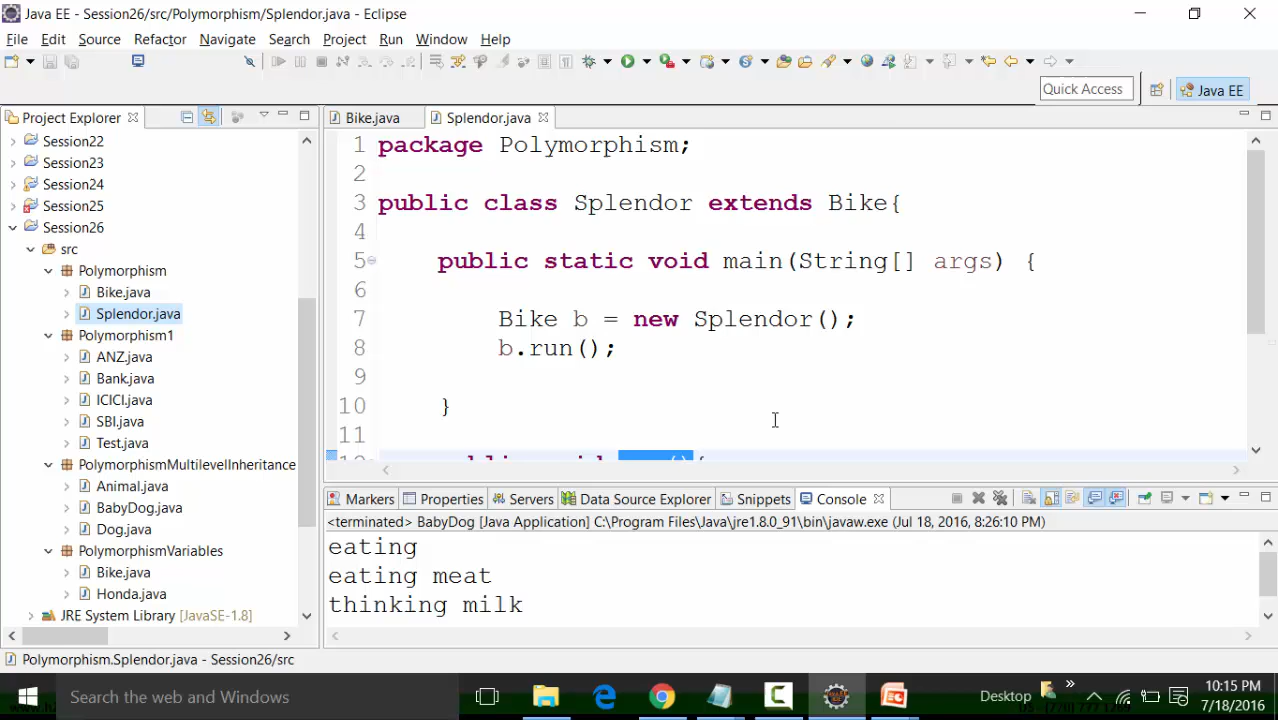 Java EE - Session26/src/Polymorphism/Splendor.java - Eclipse
File Edit Source Refactor Navigate Search Project Run Window Help
Quick Access
Java EE
Project Explorer
Session22
Session23
Session24
Session25
Session26
src
Polymorphism
Bike.java
Splendor.java
Polymorphism1
ANZ.java
Bank.java
ICICI.java
SBI.java
Test.java
PolymorphismMultilevelInheritance
Animal.java
BabyDog.java
Dog.java
PolymorphismVariables
Bike.java
Honda.java
JRE System Library [JavaSE-1.8]
Bike.java Splendor.java
1 package Polymorphism;
2
3 public class Splendor extends Bike{
4
5 public static void main(String[] args) {
6
7 Bike b = new Splendor();
8 b.run();
9
10 }
11
Markers Properties Servers Data Source Explorer Snippets Console
<terminated> BabyDog [Java Application] C:\Program Files\Java\jre1.8.0_91\bin\javaw.exe (Jul 18, 2016, 8:26:10 PM)
eating
eating meat
thinking milk
Polymorphism.Splendor.java - Session26/src
Search the web and Windows
Desktop
10:15 PM
7/18/2016